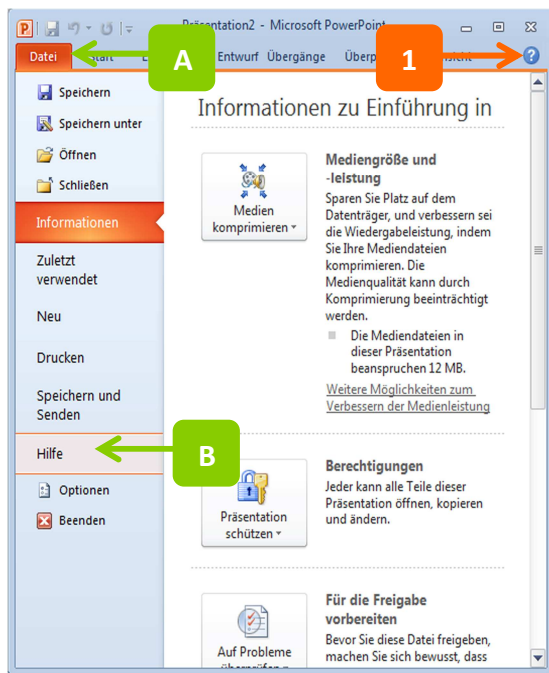 Präsentation2 - Microsoft PowerPoint
Datei Start Entwurf Übergänge
A
1
Speichern
Speichern unter
Öffnen
Schließen
Informationen
Zuletzt
verwendet
Neu
Drucken
Speichern und
Senden
Hilfe
B
Optionen
Beenden
Informationen zu Einführung in
Medien
komprimieren
Mediengröße und
-leistung
Sparen Sie Platz auf dem
Datenträger, und verbessern sei
die Wiedergabeleistung, indem
Sie Ihre Mediendateien
komprimieren. Die
Medienqualität kann durch
Komprimierung beeinträchtigt
werden.
Die Mediendateien in
dieser Präsentation
beanspruchen 12 MB.
Weitere Möglichkeiten zum
Verbessern der Medienleistung
Präsentation
schützen
Berechtigungen
Jeder kann alle Teile dieser
Präsentation öffnen, kopieren
und ändern.
Auf Probleme
überprüfen
Für die Freigabe
vorbereiten
Bevor Sie diese Datei freigeben,
machen Sie sich bewusst, dass